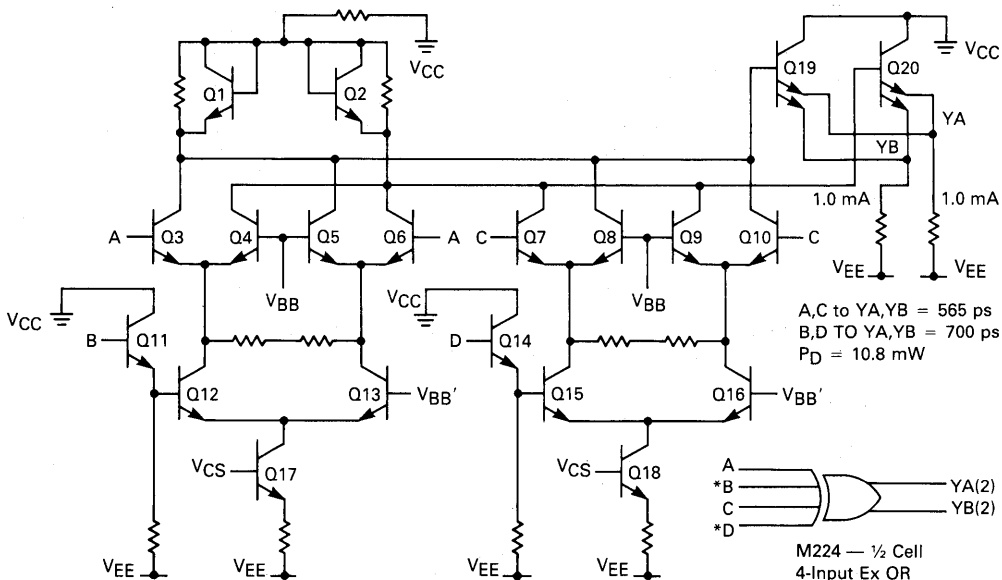 VCC
Q1
Q2
Q19
Q20
VCC
YA
YB
1.0 mA
1.0 mA
A
Q3
Q4
Q5
Q6
A
C
Q7
Q8
Q9
Q10
C
VBB
VBB
VEE
VEE
VCC
B
Q11
Q12
Q13
VBB'
VCC
D
Q14
Q15
Q16
VBB'
A,C to YA,YB = 565 ps
B,D TO YA,YB = 700 ps
PD = 10.8 mW
VCS
Q17
VCS
Q18
VEE
VEE
VEE
VEE
A
*B
C
*D
YA(2)
YB(2)
M224 — ½ Cell
4-Input Ex OR